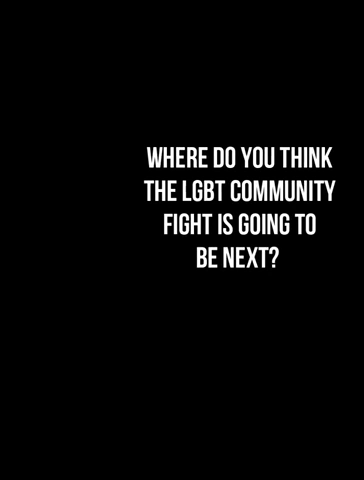 WHERE DO YOU THINK
THE LGBT COMMUNITY
FIGHT IS GOING TO
BE NEXT?